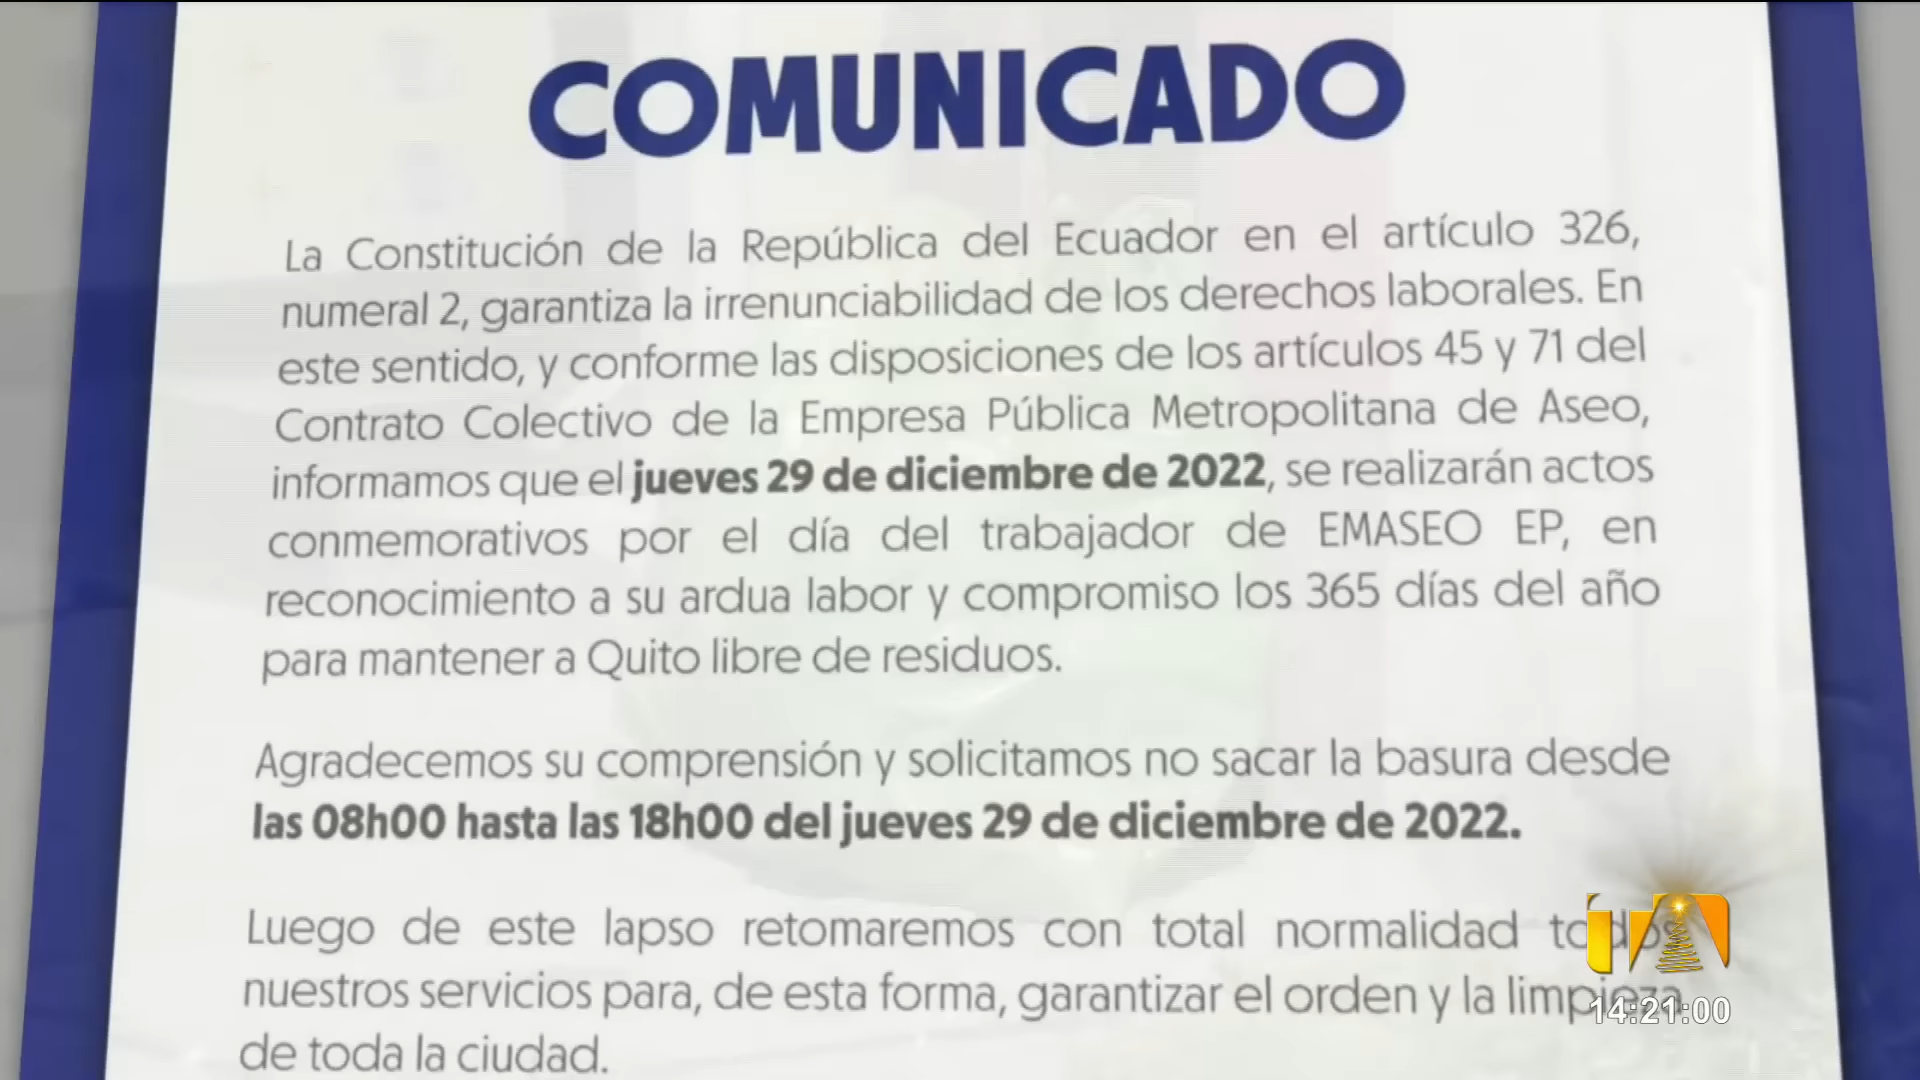 COMUNICADO
La Constitución de la República del Ecuador en el artículo 326,
numeral 2, garantiza la irrenunciabilidad de los derechos laborales. En
este sentido, y conforme las disposiciones de los artículos 45 y 71 del
Contrato Colectivo de la Empresa Pública Metropolitana de Aseo,
informamos que el jueves 29 de diciembre de 2022, se realizarán actos
conmemorativos por el día del trabajador de EMASEO EP, en
reconocimiento a su ardua labor y compromiso los 365 días del año
para mantener a Quito libre de residuos.
Agradecemos su comprensión y solicitamos no sacar la basura desde
las 08h00 hasta las 18h00 del jueves 29 de diciembre de 2022.
Luego de este lapso retomaremos con total normalidad todos
nuestros servicios para, de esta forma, garantizar el orden y la limpieza
de toda la ciudad.
14:21:00